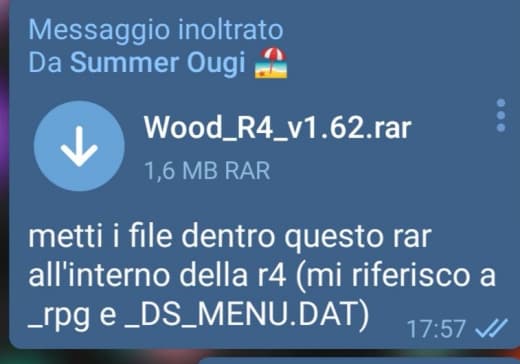 Messaggio inoltrato
Da Summer Ougi 🏖️
Wood_R4_v1.62.rar
1,6 MB RAR
metti i file dentro questo rar
all'interno della r4 (mi riferisco a
_rpg e _DS_MENU.DAT)
17:57